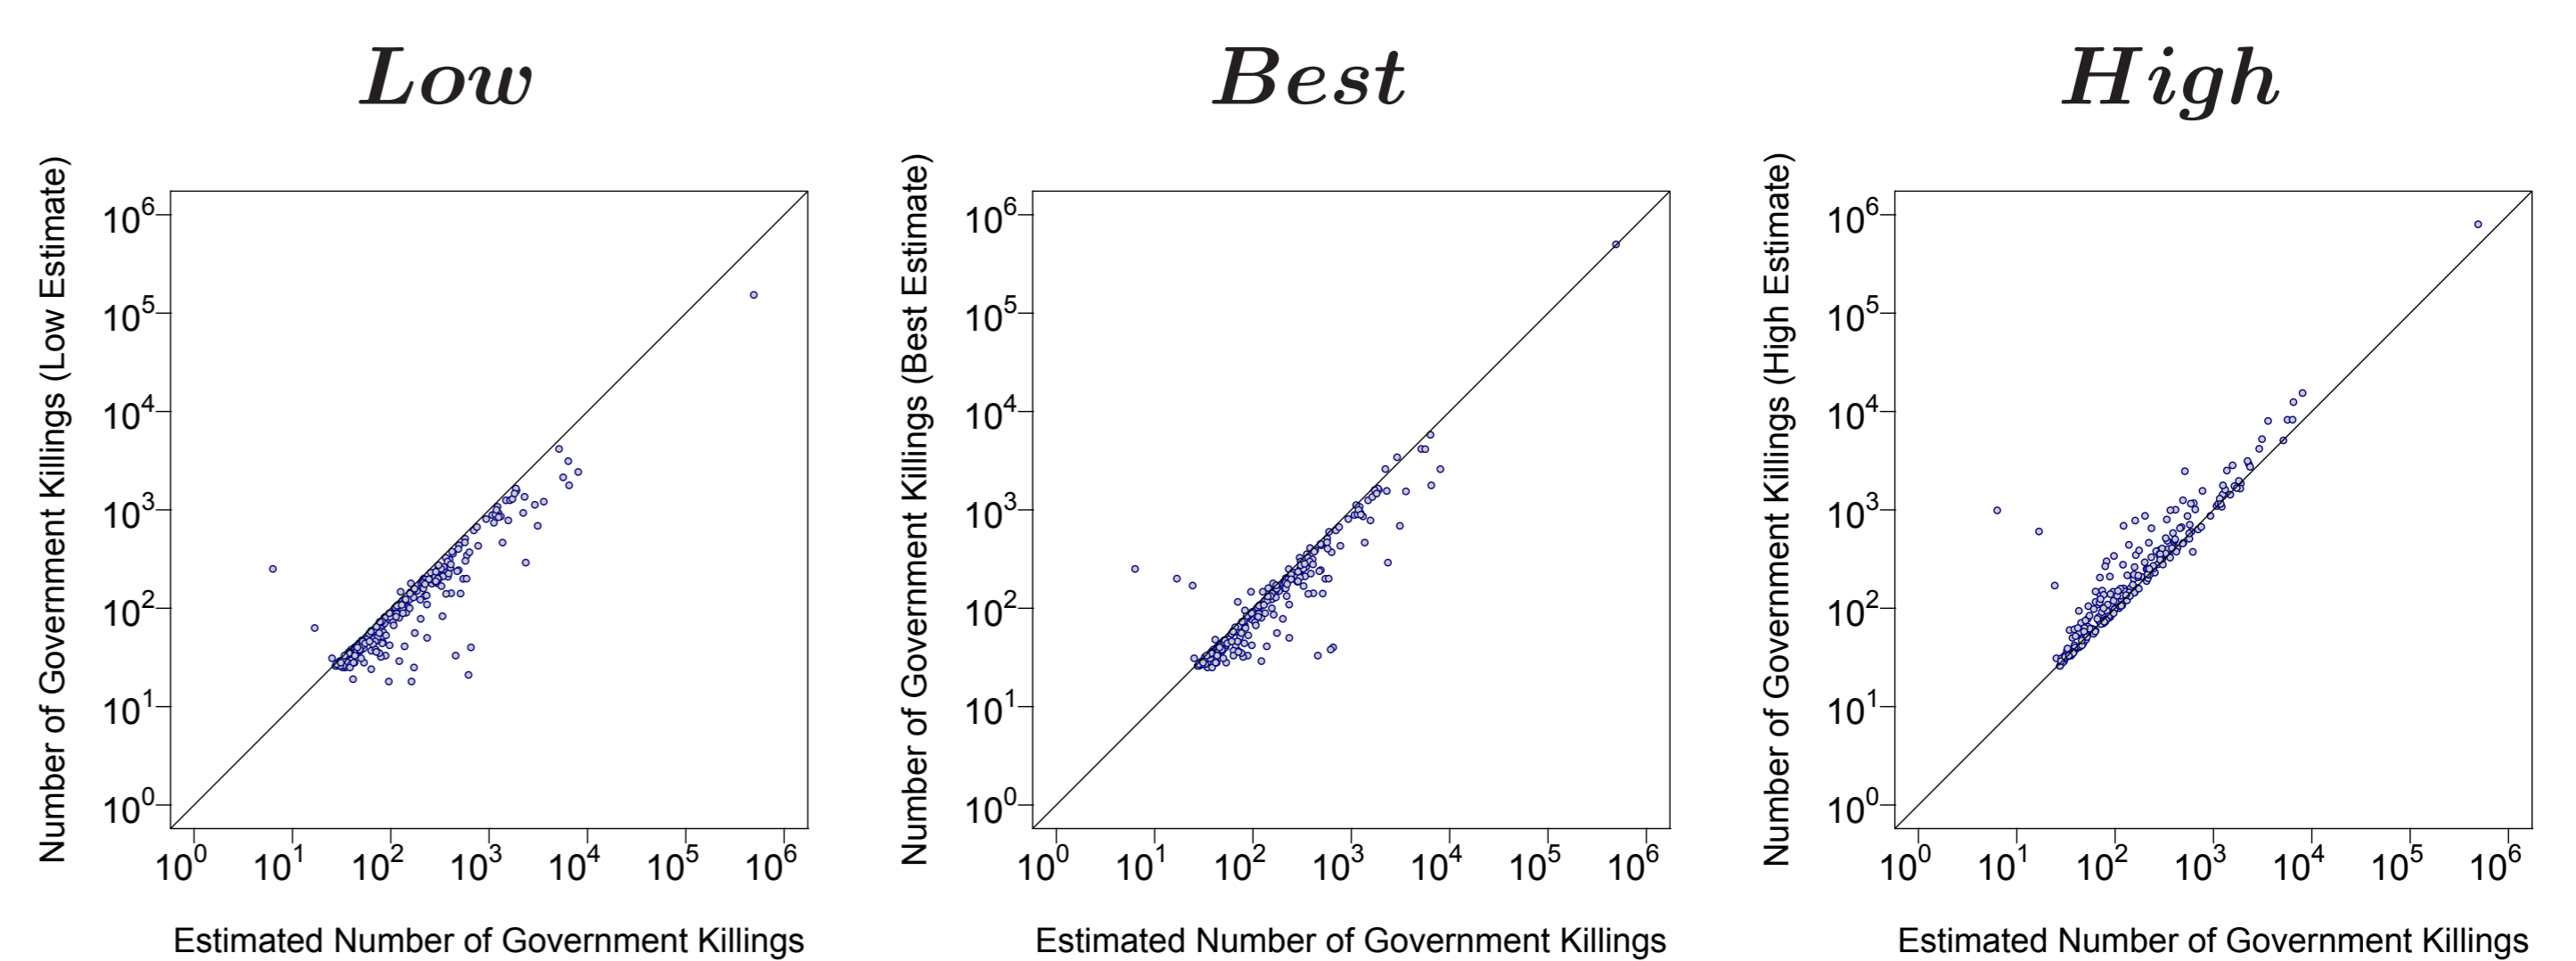 Low
Best
High
Number of Government Killings (Low Estimate)
10^6
10^5
10^4
10^3
10^2
10^1
10^0
10^0 10^1 10^2 10^3 10^4 10^5 10^6
Estimated Number of Government Killings
Number of Government Killings (Best Estimate)
10^6
10^5
10^4
10^3
10^2
10^1
10^0
10^0 10^1 10^2 10^3 10^4 10^5 10^6
Estimated Number of Government Killings
Number of Government Killings (High Estimate)
10^6
10^5
10^4
10^3
10^2
10^1
10^0
10^0 10^1 10^2 10^3 10^4 10^5 10^6
Estimated Number of Government Killings